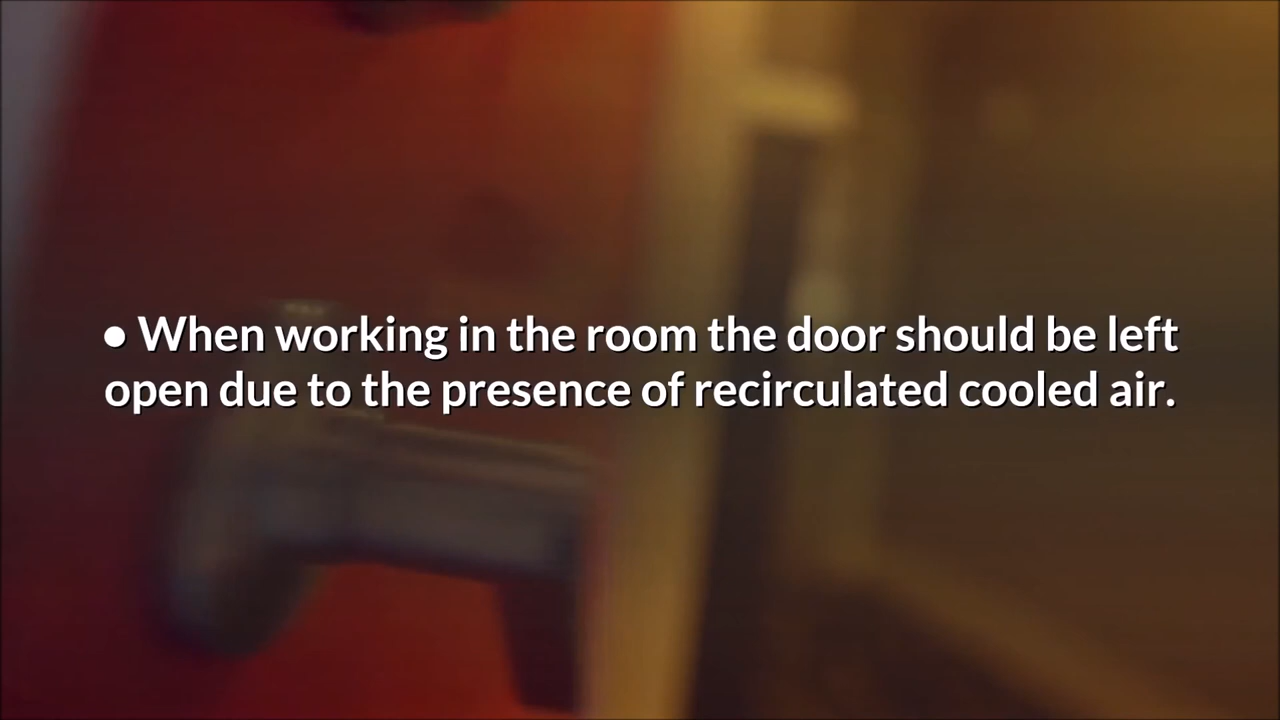 ● When working in the room the door should be left
open due to the presence of recirculated cooled air.